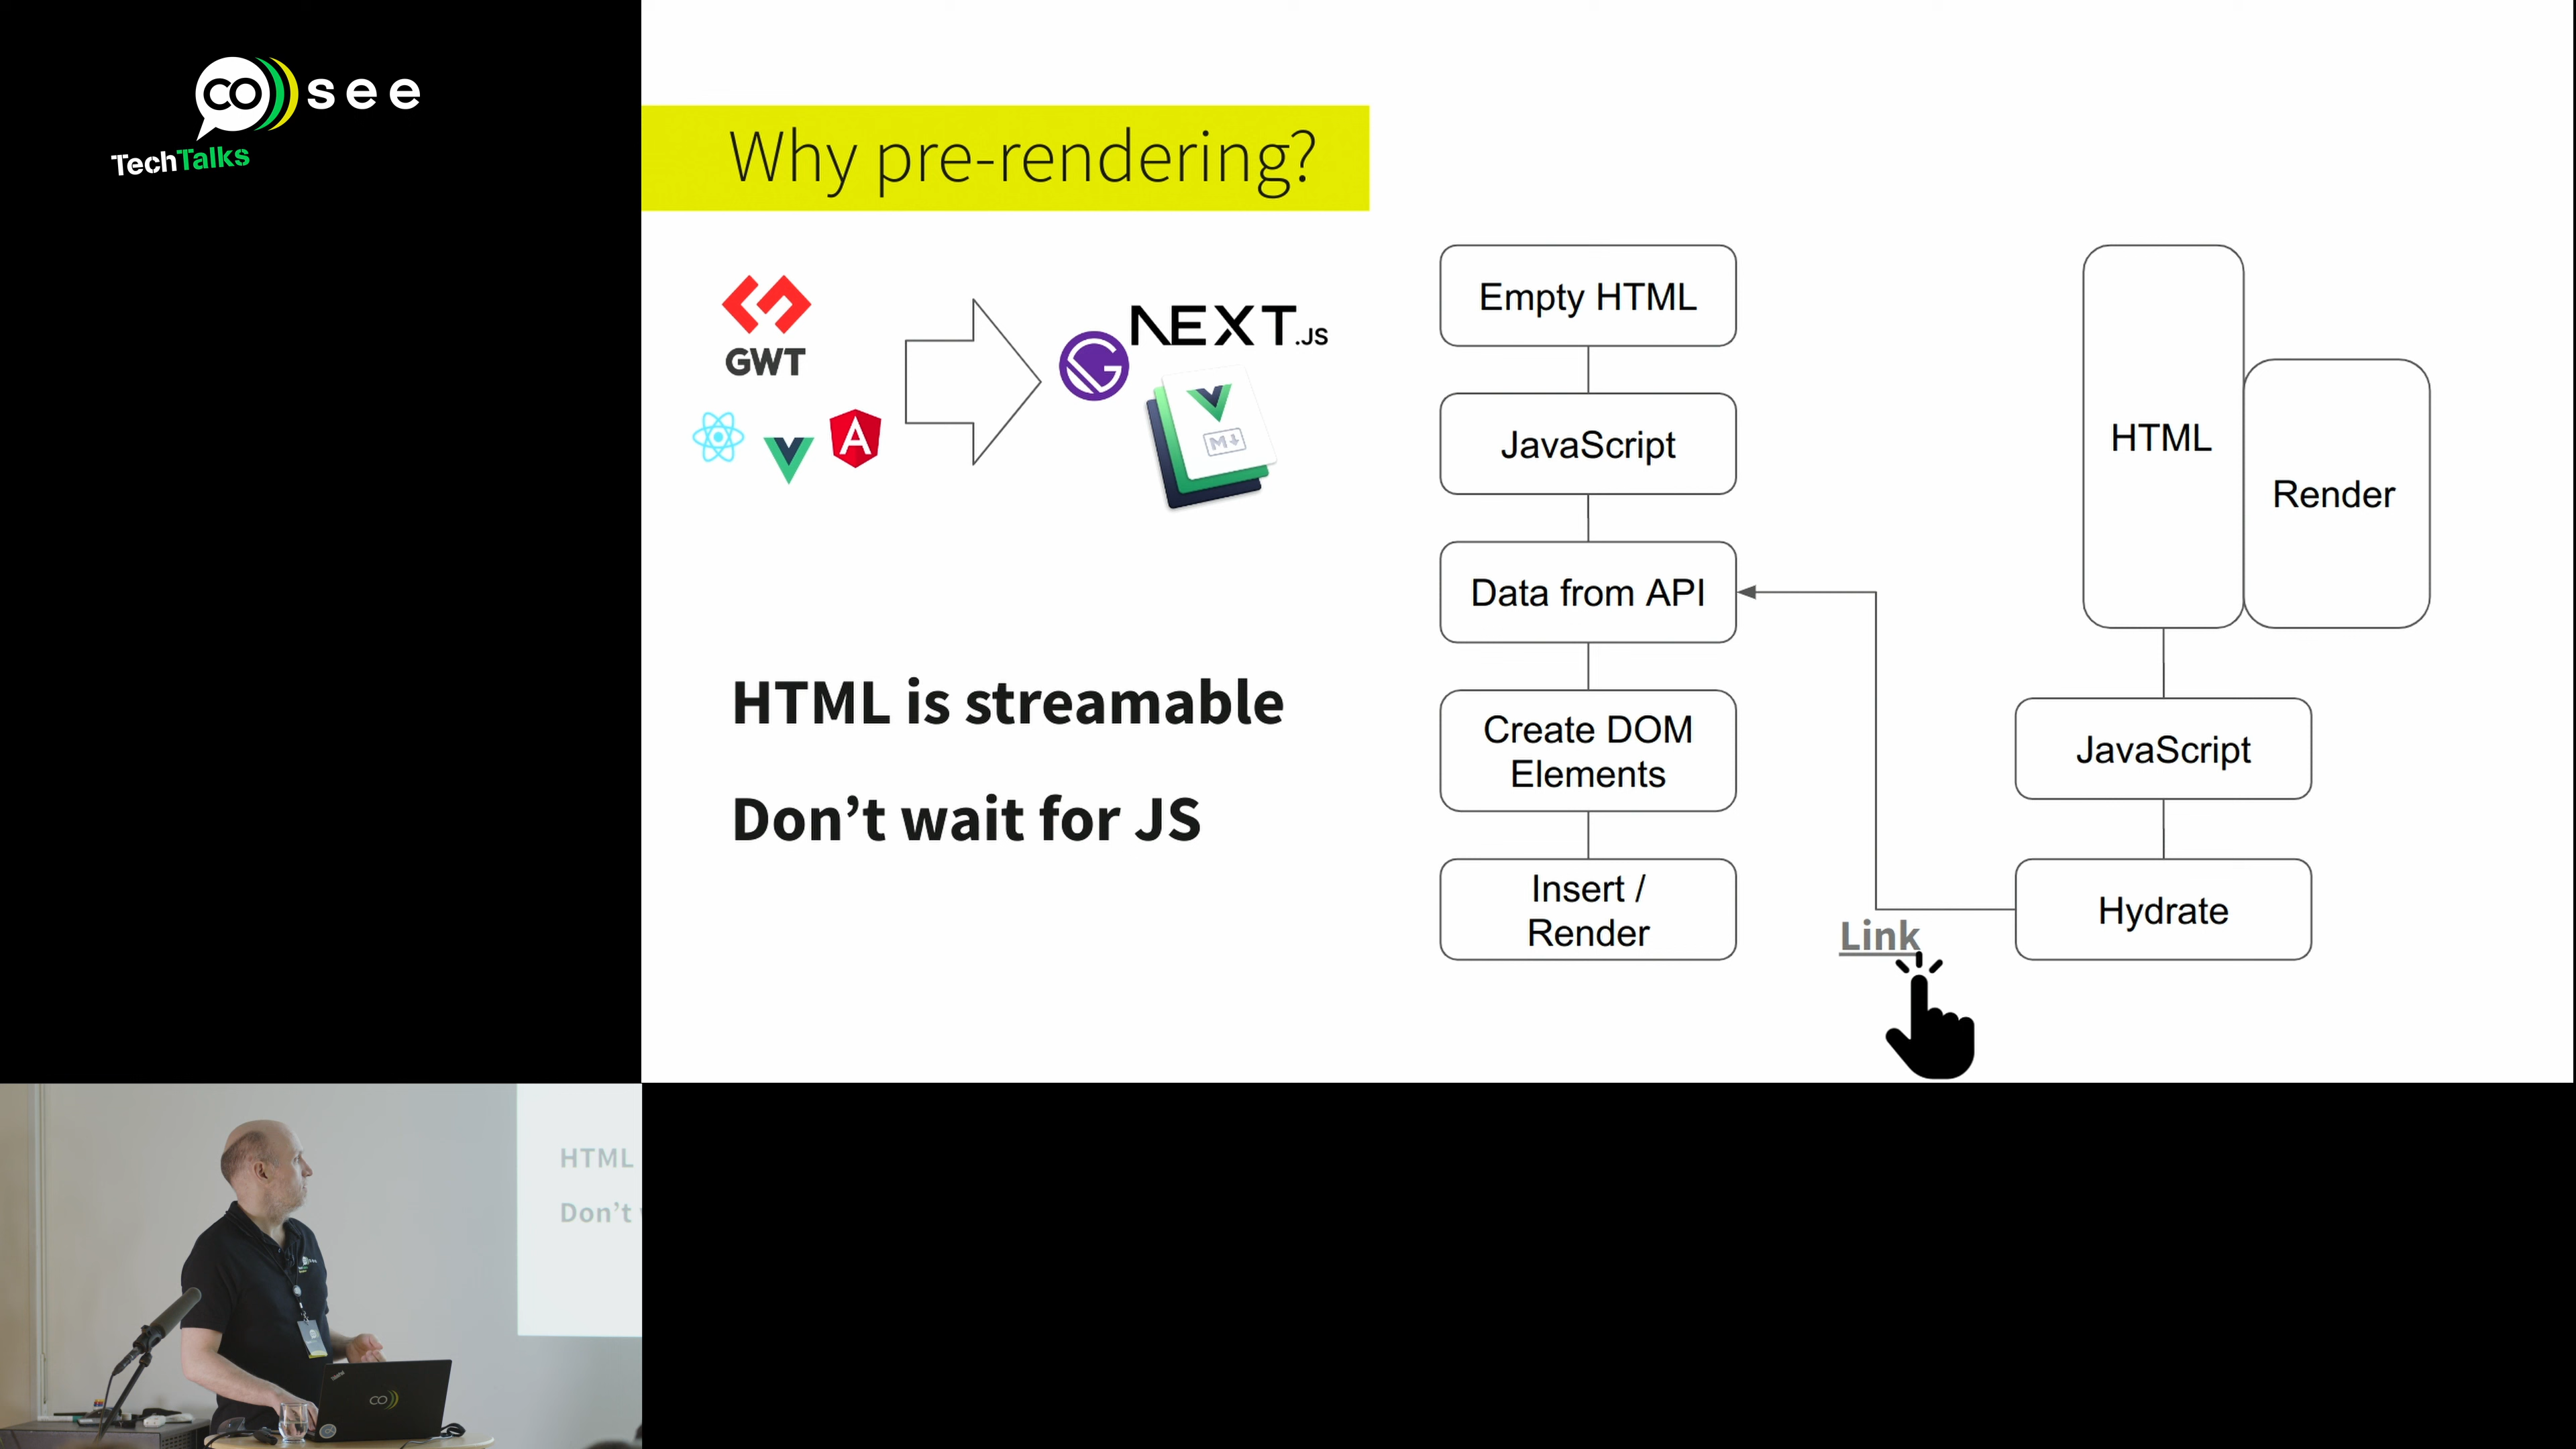 co see
TechTalks
Why pre-rendering?
GWT
NEXT.JS
M
HTML is streamable
Don't wait for JS
Empty HTML
JavaScript
Data from API
Create DOM
Elements
Insert /
Render
HTML
Render
JavaScript
Hydrate
Link
HTML
Don't
co